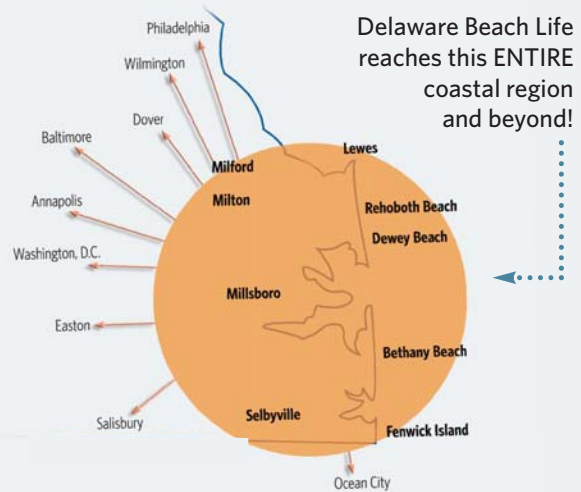 Delaware Beach Life
reaches this ENTIRE
coastal region
and beyond!
Philadelphia
Wilmington
Dover
Baltimore
Annapolis
Washington, D.C.
Easton
Salisbury
Ocean City
Milford
Milton
Lewes
Rehoboth Beach
Dewey Beach
Millsboro
Bethany Beach
Selbyville
Fenwick Island